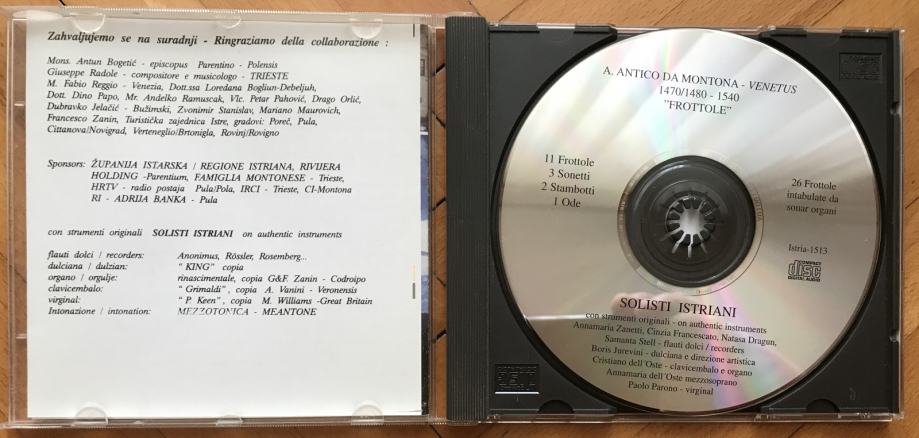 Zahvaljujemo se na suradnji - Ringraziamo della collaborazione :
Mons. Antun Bogetić - episcopus Parentino - Polensis
Giuseppe Radole - compositore e musicologo - TRIESTE
M. Fabio Reggio - Venezia, Dott.ssa Loredana Bogliun-Debeljuh,
Dott. Dino Papo, Mr. Anđelko Ramuscak, Vlc. Petar Pahović, Drago Orlić,
Dubravko Jelačić - Bužimski, Zvonimir Stanislav, Mariano Maurovich,
Francesco Zanin, Turistička zajednica Istre, gradovi: Poreč, Pula,
Cittanova/Novigrad, Verteneglio/Brtonigla, Rovinj/Rovigno
Sponsors: ŽUPANIJA ISTARSKA / REGIONE ISTRIANA, RIVIJERA
HOLDING -Parentium, FAMIGLIA MONTONESE - Trieste,
HRTV - radio postaja Pula/Pola, IRCI - Trieste, CI-Montona
RI - ADRIJA BANKA - Pula
con strumenti originali SOLISTI ISTRIANI on authentic instruments
flauti dolci / recorders: Anonimus, Rössler, Rosemberg...
dulciana / dulzian: "KING" copia
organo / orgulje: rinascimentale, copia G&F. Zanin - Codroipo
clavicembalo: "Grimaldi", copia A. Vanini - Veronensis
virginal: "P. Keen", copia M. Williams -Great Britain
Intonazione / intonation: MEZZOTONICA - MEANTONE
A. ANTICO DA MONTONA - VENETUS
1470/1480 - 1540
"FROTTOLE"
11 Frottole
3 Sonetti
2 Stambotti
1 Ode
26 Frottole
intabulate da
sonar organi
Istria-1513
COMPACT
disc
DIGITAL AUDIO
SOLISTI ISTRIANI
con strumenti originali - on authentic instruments
Annamaria Zanetti, Cinzia Francescato, Natasa Dragun,
Samanta Stell - flauti dolci / recorders
Boris Jurevini - dulciana e direzione artistica
Cristiano dell'Oste - clavicembalo e organo
Annamaria dell'Oste mezzosoprano
Paolo Parono - virginal